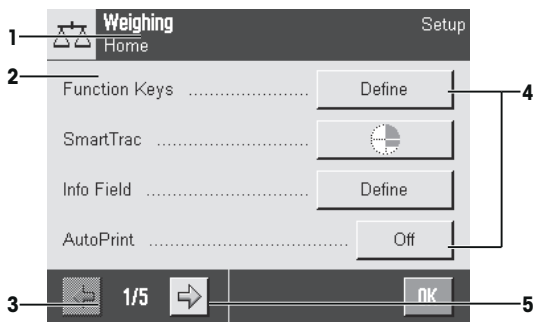 Weighing Setup
1 Home
2
Function Keys ........................ Define 4
SmartTrac ..............................
Info Field .............................. Define
AutoPrint .................................... Off
3 1/5 OK 5